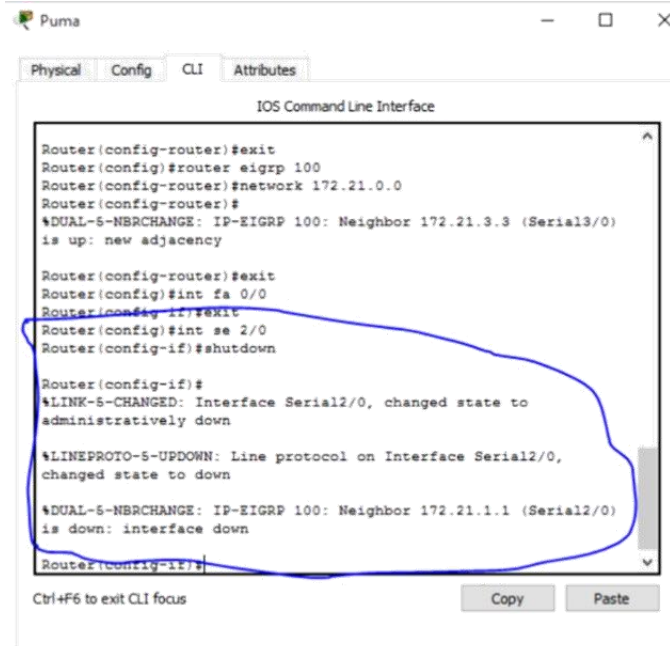 Puma
Physical Config CLI Attributes
IOS Command Line Interface
Router(config-router)#exit
Router(config)#router eigrp 100
Router(config-router)#network 172.21.0.0
Router(config-router)#
%DUAL-5-NBRCHANGE: IP-EIGRP 100: Neighbor 172.21.3.3 (Serial3/0)
is up: new adjacency
Router(config-router)#exit
Router(config)#int fa 0/0
Router(config-if)#exit
Router(config)#int se 2/0
Router(config-if)#shutdown
Router(config-if)#
%LINK-5-CHANGED: Interface Serial2/0, changed state to
administratively down
%LINEPROTO-5-UPDOWN: Line protocol on Interface Serial2/0,
changed state to down
%DUAL-5-NBRCHANGE: IP-EIGRP 100: Neighbor 172.21.1.1 (Serial2/0)
is down: interface down
Router(config-if)#
Ctrl+F6 to exit CLI focus
Copy Paste